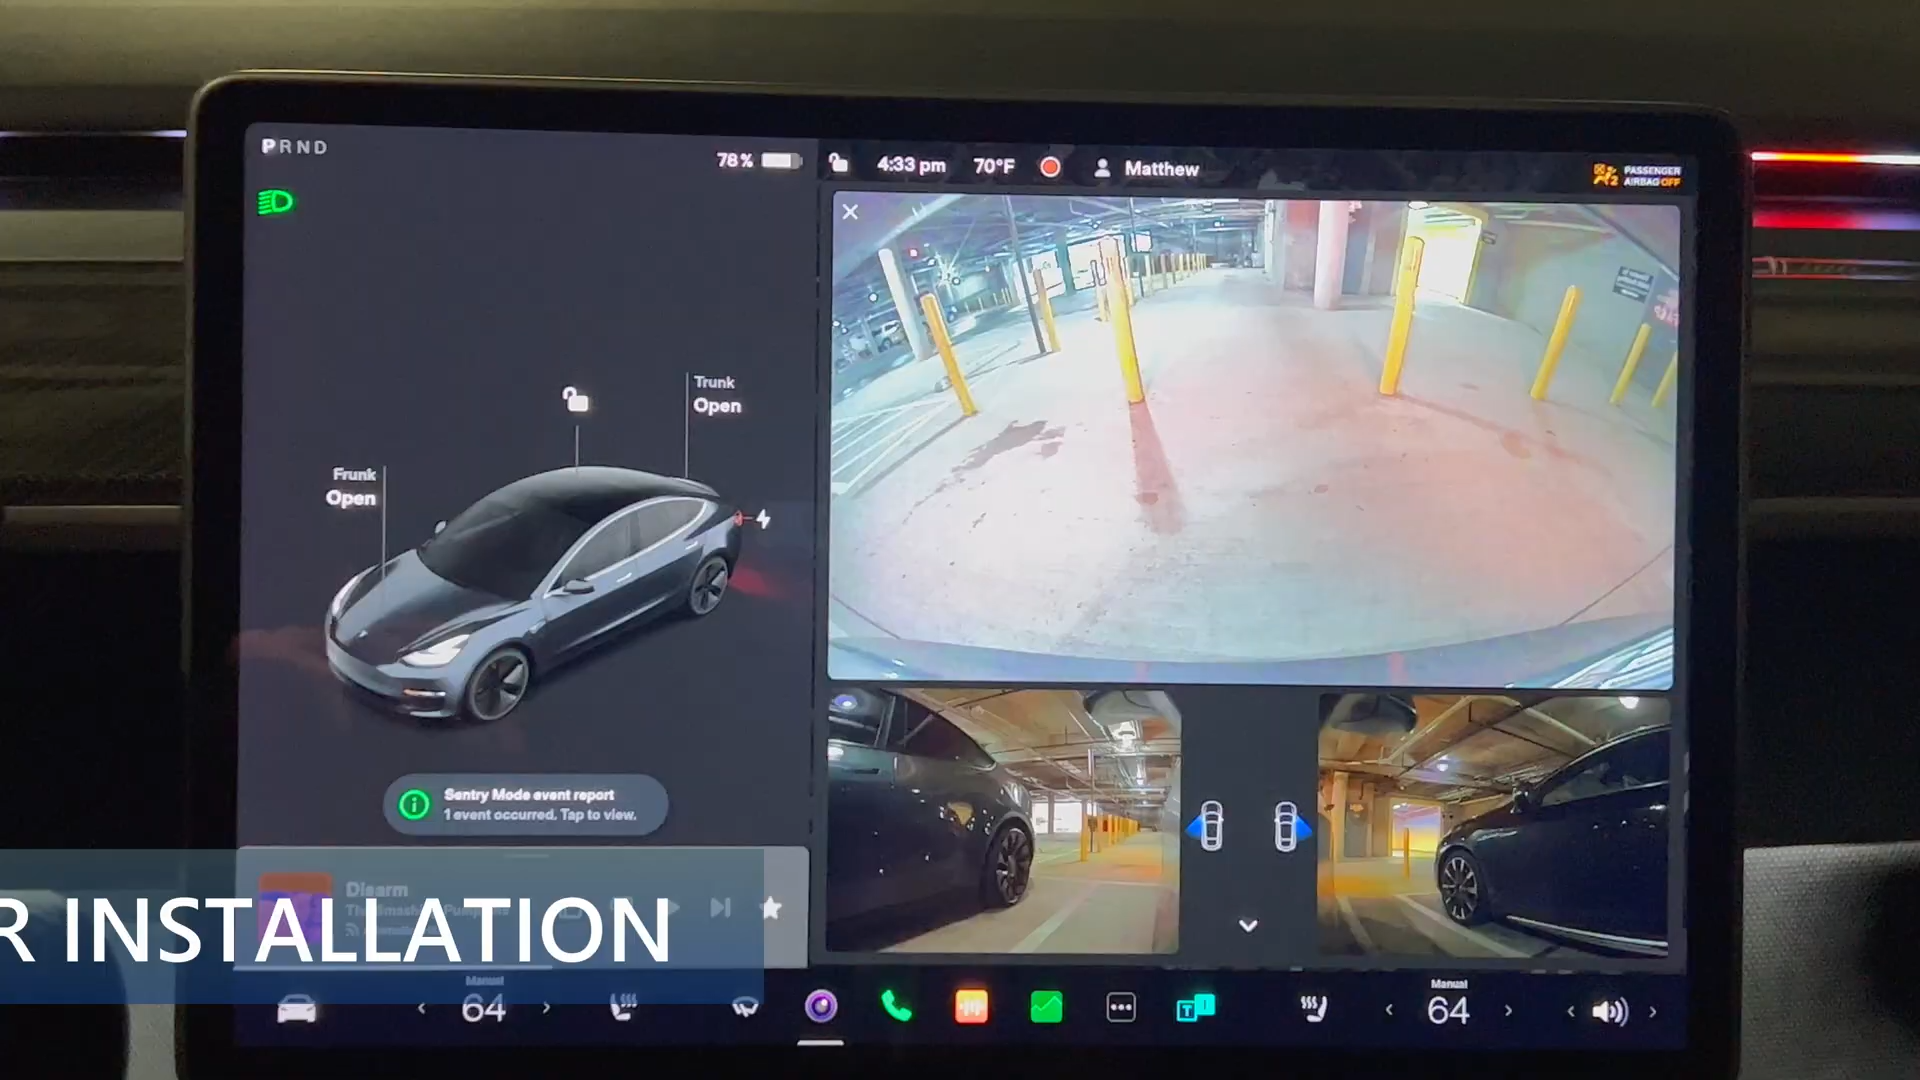 PRND
78%
4:33 pm
70°F
Matthew
PASSENGER
AIRBAG OFF
Trunk
Open
Frunk
Open
Sentry Mode event report
1 event occurred. Tap to view.
Disarm
R INSTALLATION
Manual
64
Manual
64